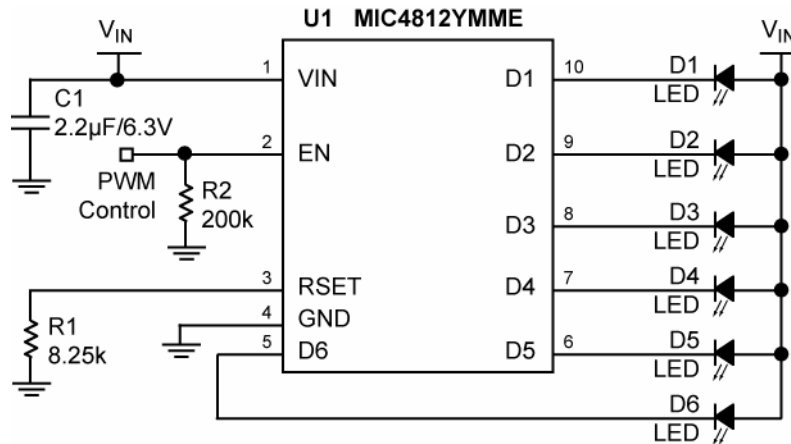 U1 MIC4812YMME
VIN
VIN
1
VIN
D1
10
D1
LED
C1
2.2µF/6.3V
2
EN
D2
9
D2
LED
PWM
Control
R2
200k
D3
8
D3
LED
3
RSET
D4
7
D4
LED
4
GND
R1
8.25k
5
D6
D5
6
D5
LED
D6
LED